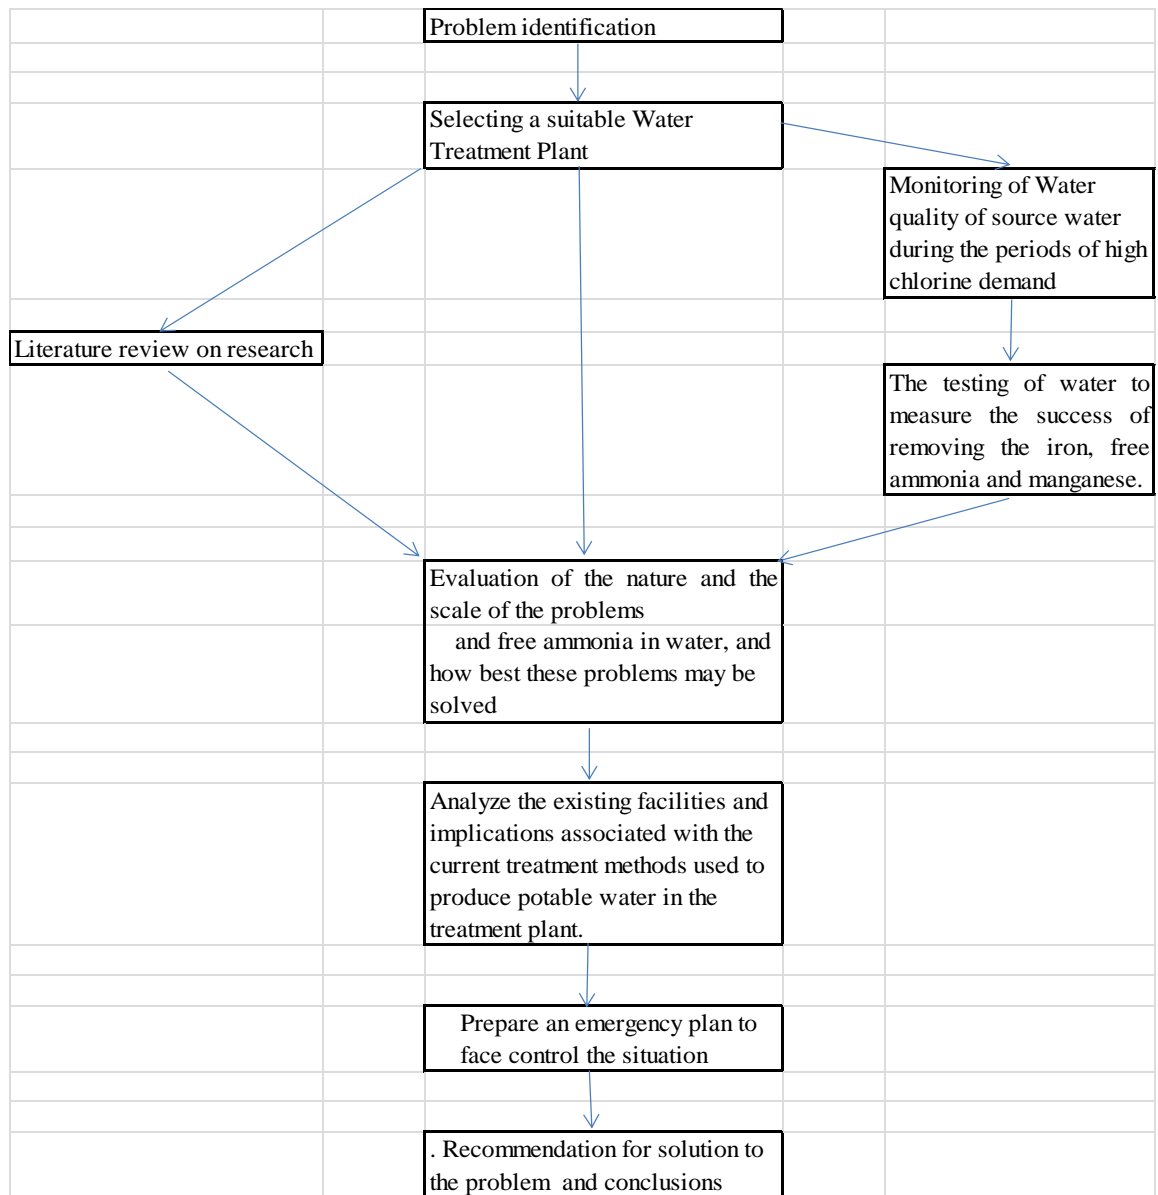 Problem identification
Selecting a suitable Water
Treatment Plant
Monitoring of Water
quality of source water
during the periods of high
chlorine demand
Literature review on research
The testing of water to
measure the success of
removing the iron, free
ammonia and manganese.
Evaluation of the nature and the
scale of the problems
and free ammonia in water, and
how best these problems may be
solved
Analyze the existing facilities and
implications associated with the
current treatment methods used to
produce potable water in the
treatment plant.
Prepare an emergency plan to
face control the situation
. Recommendation for solution to
the problem and conclusions